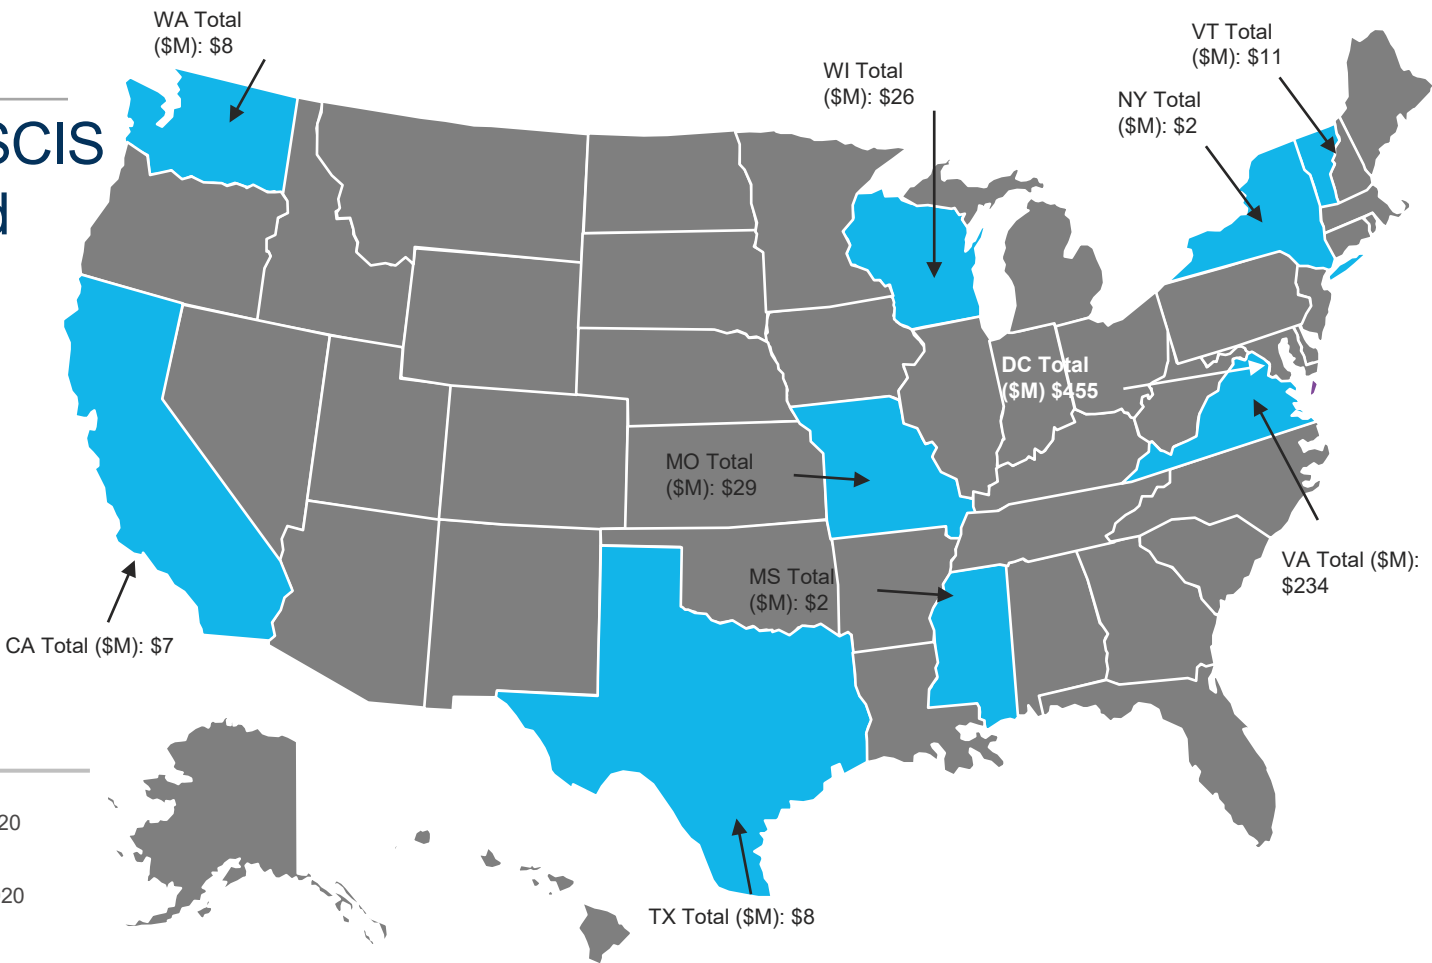 WA Total
($M): $8
VT Total
($M): $11
WI Total
($M): $26
NY Total
($M): $2
SCIS
DC Total
($M) $455
MO Total
($M): $29
VA Total ($M):
$234
MS Total
($M): $2
CA Total ($M): $7
20
20
TX Total ($M): $8